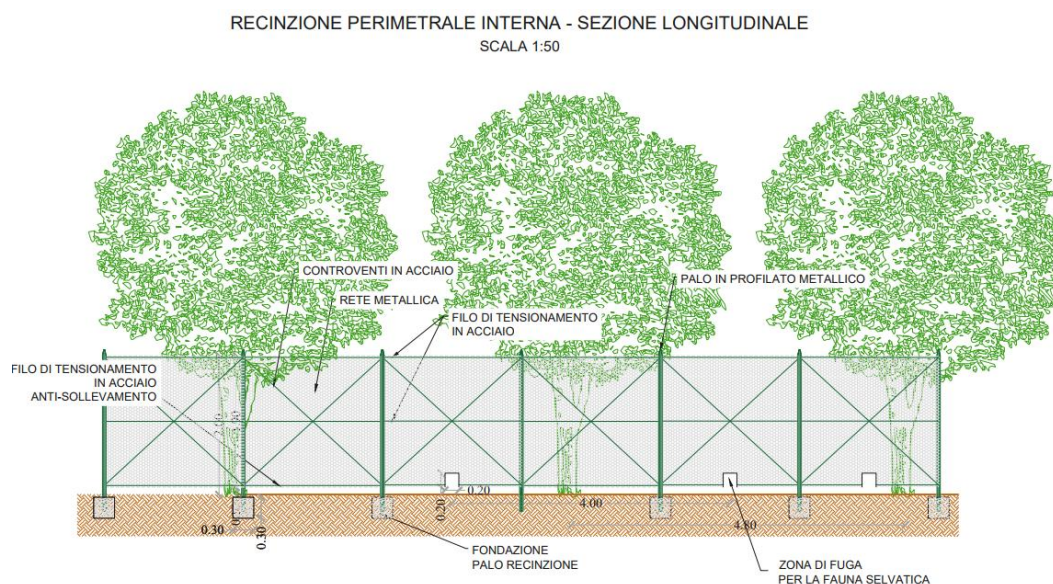 RECINZIONE PERIMETRALE INTERNA - SEZIONE LONGITUDINALE
SCALA 1:50
CONTROVENTI IN ACCIAIO
PALO IN PROFILATO METALLICO
RETE METALLICA
FILO DI TENSIONAMENTO
IN ACCIAIO
FILO DI TENSIONAMENTO
IN ACCIAIO
ANTI-SOLLEVAMENTO
2.00
0.20
0.20
4.00
0.30
0.30
4.80
FONDAZIONE
PALO RECINZIONE
ZONA DI FUGA
PER LA FAUNA SELVATICA